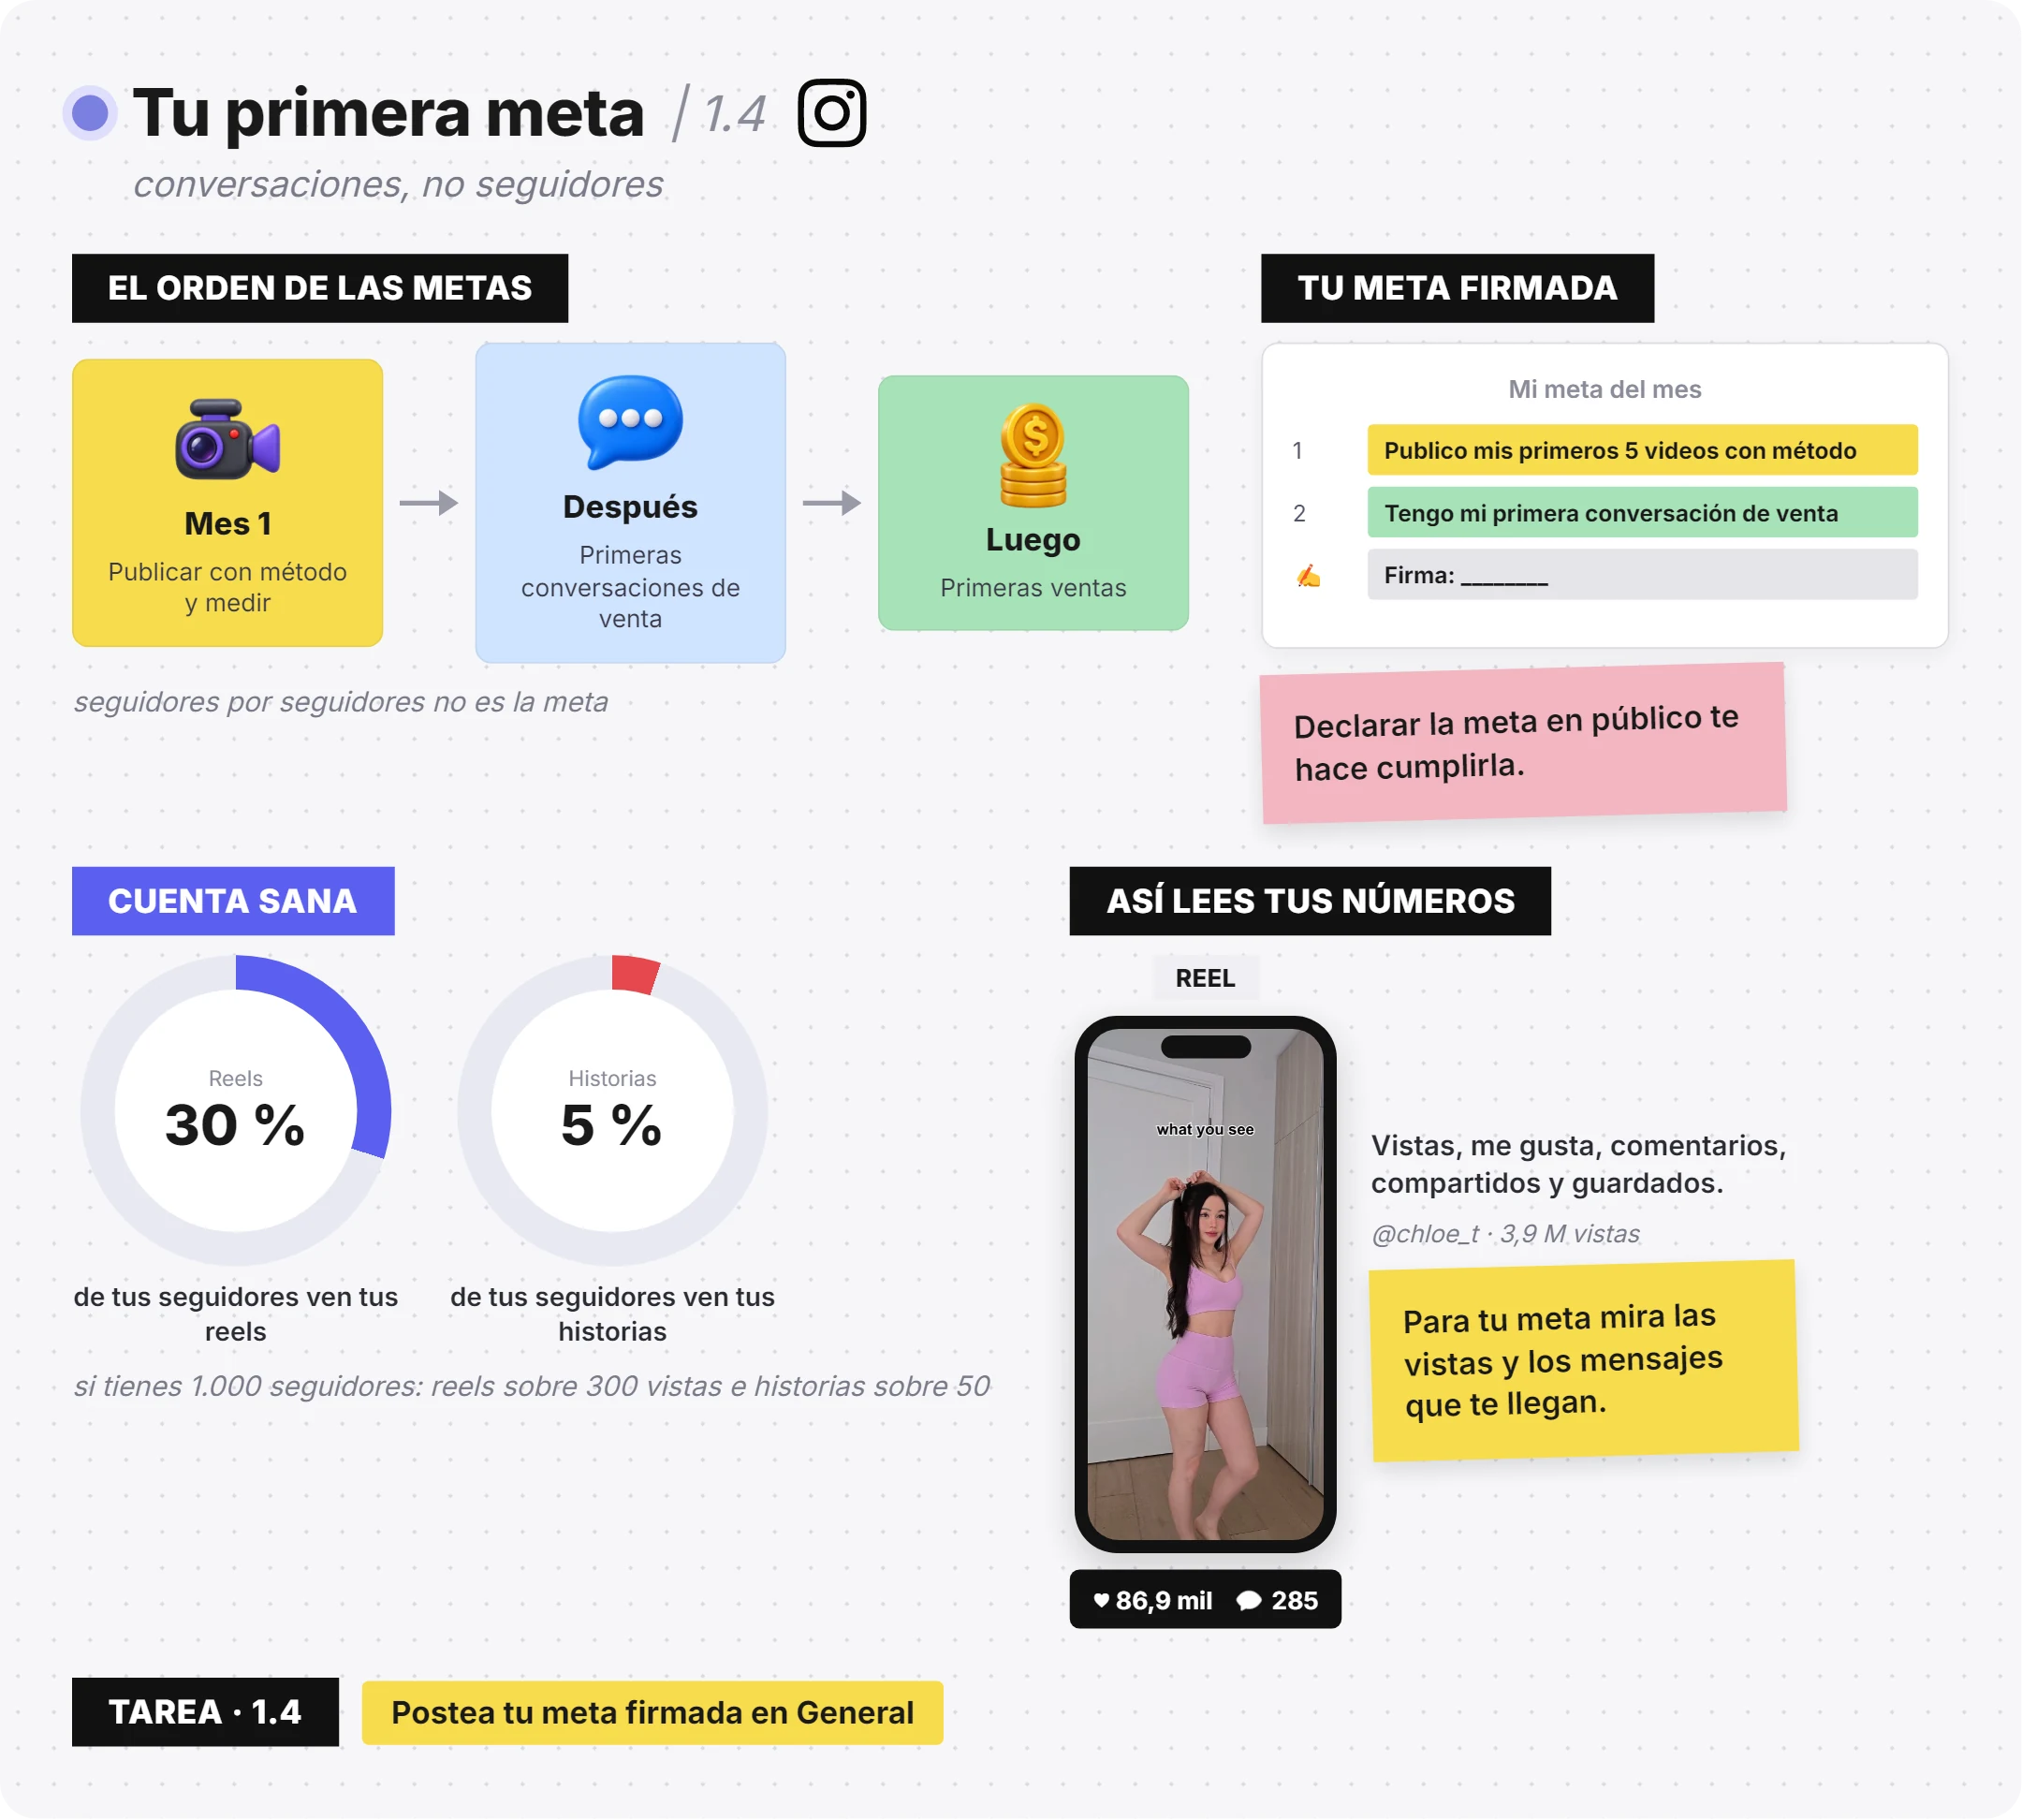 Tu primera meta / 1.4
conversaciones, no seguidores
EL ORDEN DE LAS METAS
Mes 1
Publicar con método
y medir
Después
Primeras
conversaciones de
venta
Luego
Primeras ventas
seguidores por seguidores no es la meta
TU META FIRMADA
Mi meta del mes
1 Publico mis primeros 5 videos con método
2 Tengo mi primera conversación de venta
✍️ Firma: ________
Declarar la meta en público te
hace cumplirla.
CUENTA SANA
Reels
30 %
de tus seguidores ven tus
reels
Historias
5 %
de tus seguidores ven tus
historias
si tienes 1.000 seguidores: reels sobre 300 vistas e historias sobre 50
ASÍ LEES TUS NÚMEROS
REEL
what you see
♥ 86,9 mil 💬 285
Vistas, me gusta, comentarios,
compartidos y guardados.
@chloe_t · 3,9 M vistas
Para tu meta mira las
vistas y los mensajes
que te llegan.
TAREA · 1.4
Postea tu meta firmada en General